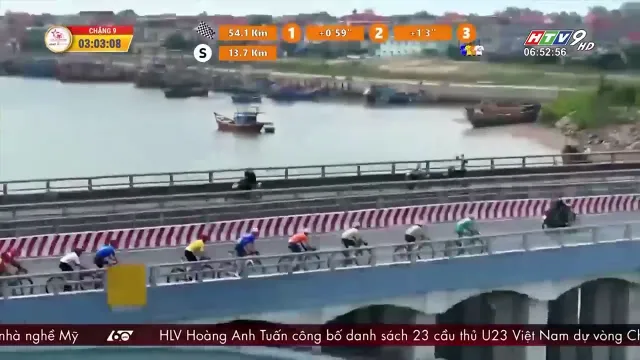 CHẶNG 9
03:03:08
54.1 Km 1 +0'59" 2 +1'3" 3
S 13.7 Km
HTV9 HD
06:52:56
nhà nghề Mỹ 60 HLV Hoàng Anh Tuấn công bố danh sách 23 cầu thủ U23 Việt Nam dự vòng C